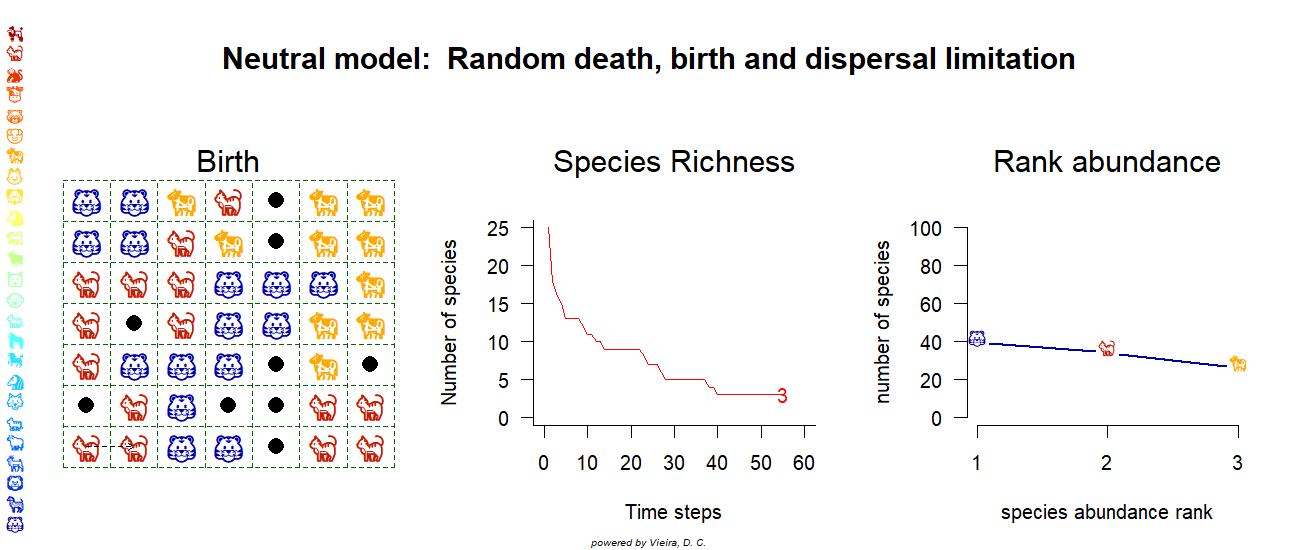 Neutral model:  Random death, birth and dispersal limitation
Birth
Species Richness
Number of species
25
20
15
10
5
0
3
0 10 20 30 40 50 60
Time steps
Rank abundance
number of species
100
80
60
40
20
0
1 2 3
species abundance rank
powered by Vieira, D. C.